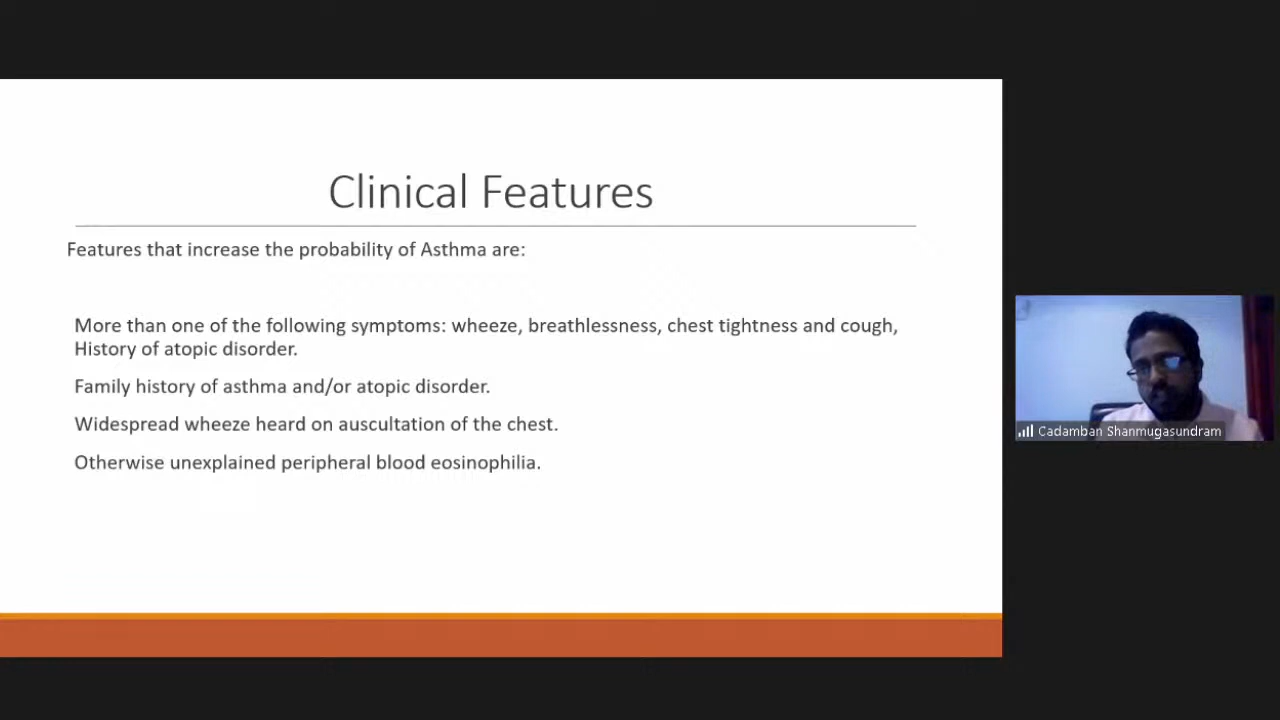 Clinical Features
Features that increase the probability of Asthma are:
More than one of the following symptoms: wheeze, breathlessness, chest tightness and cough,
History of atopic disorder.
Family history of asthma and/or atopic disorder.
Widespread wheeze heard on auscultation of the chest.
Otherwise unexplained peripheral blood eosinophilia.
Cadamban Shanmugasundram